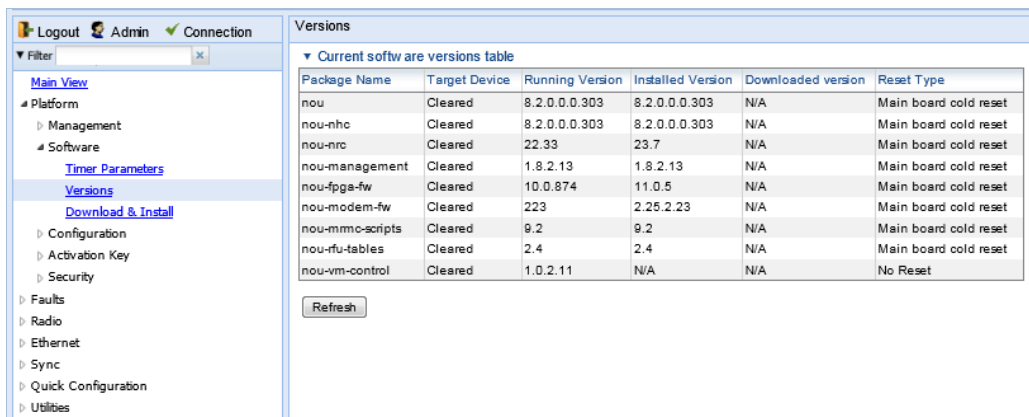 Logout Admin Connection
Filter
Main View
Platform
Management
Software
Timer Parameters
Versions
Download & Install
Configuration
Activation Key
Security
Faults
Radio
Ethernet
Sync
Quick Configuration
Utilities
Versions
Current software versions table
Package Name Target Device Running Version Installed Version Downloaded version Reset Type
nou Cleared 8.2.0.0.0.303 8.2.0.0.0.303 N/A Main board cold reset
nou-nhc Cleared 8.2.0.0.0.303 8.2.0.0.0.303 N/A Main board cold reset
nou-nrc Cleared 22.33 23.7 N/A Main board cold reset
nou-management Cleared 1.8.2.13 1.8.2.13 N/A Main board cold reset
nou-fpga-fw Cleared 10.0.874 11.0.5 N/A Main board cold reset
nou-modem-fw Cleared 223 2.25.2.23 N/A Main board cold reset
nou-mrmc-scripts Cleared 9.2 9.2 N/A Main board cold reset
nou-rfu-tables Cleared 2.4 2.4 N/A Main board cold reset
nou-vm-control Cleared 1.0.2.11 N/A N/A No Reset
Refresh